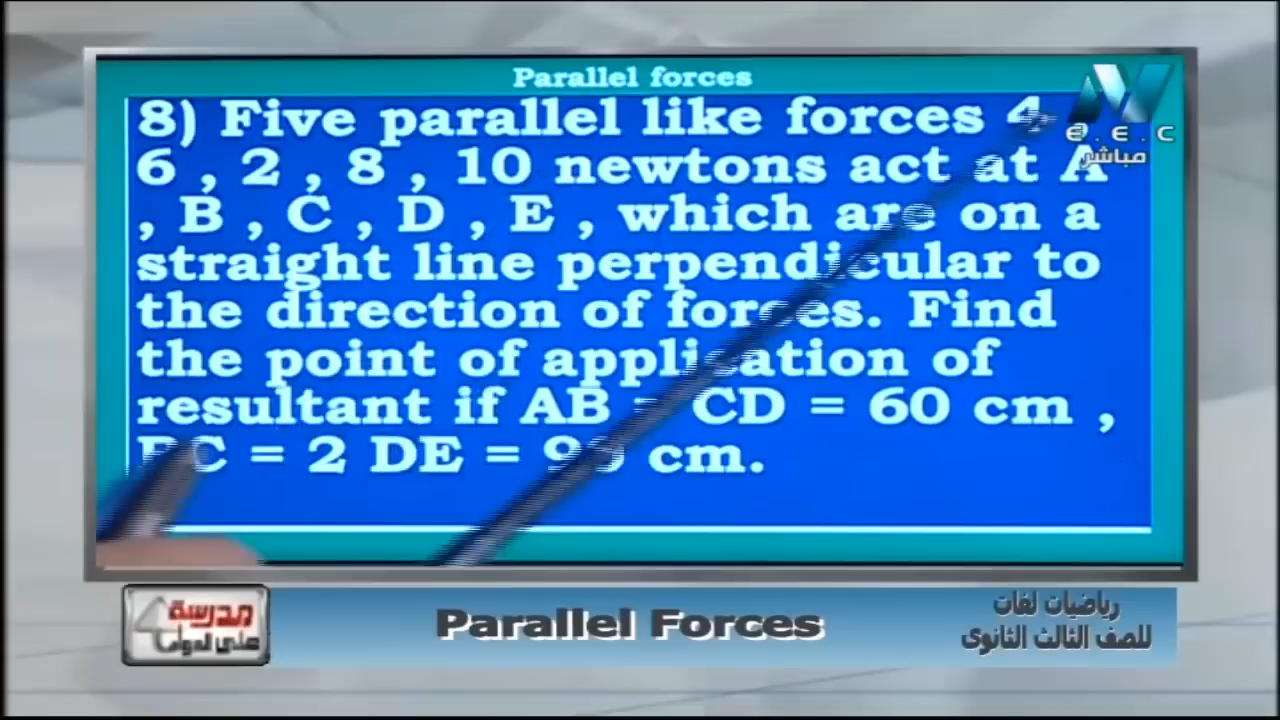 Parallel forces
8) Five parallel like forces 4
6 , 2 , 8 , 10 newtons act at A
, B , C , D , E , which are on a
straight line perpendicular to
the direction of forces. Find
the point of application of
resultant if AB = CD = 60 cm ,
BC = 2 DE = cm.
E.E.C
مباشر
مدرسة
على الهواء
Parallel Forces
رياضيات لغات
للصف الثالث الثانوى